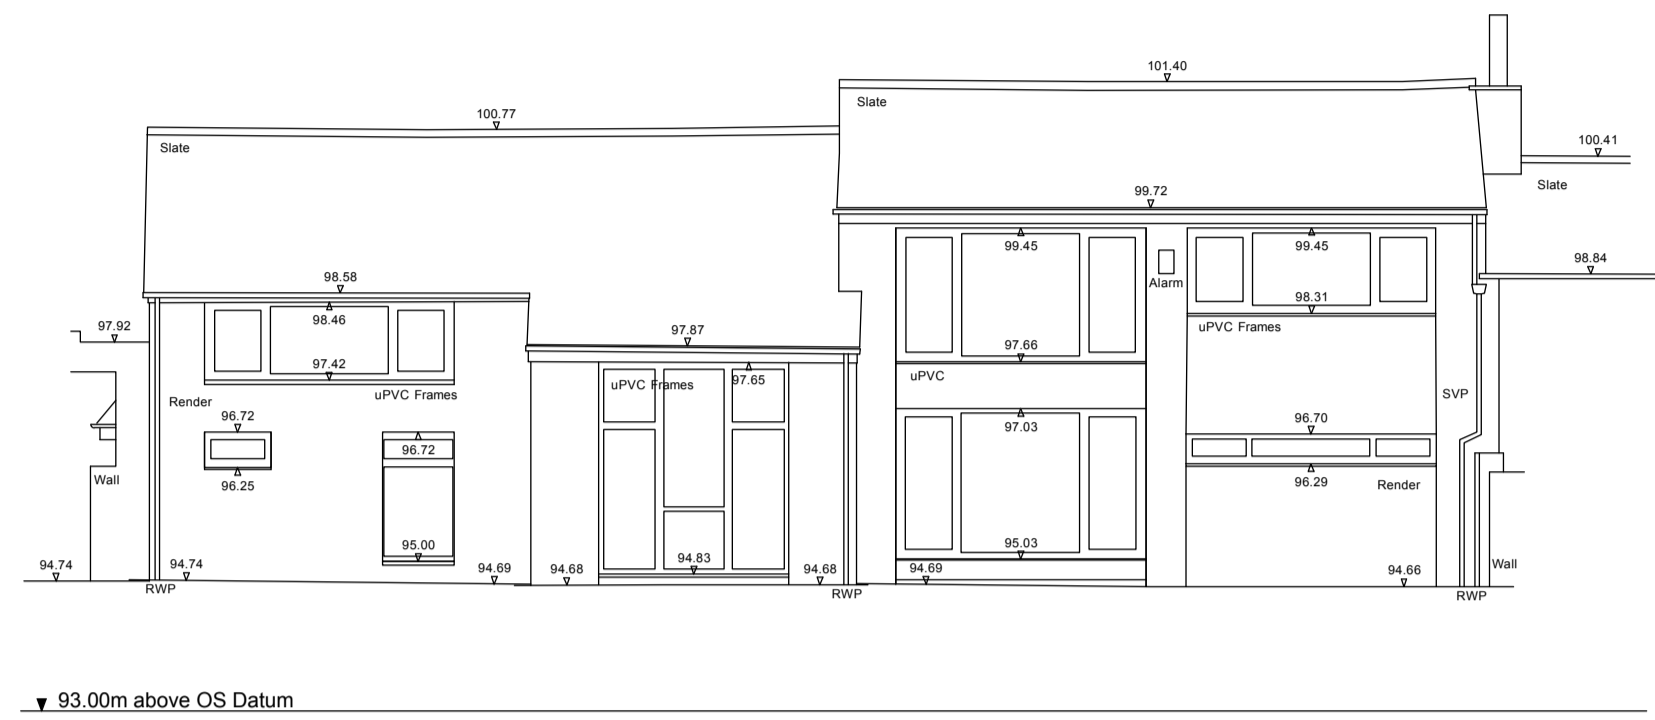 101.40
Slate
100.77
Slate
100.41
Slate
99.72
99.45
99.45
98.84
Alarm
98.58
98.46
98.31
97.92
97.87
uPVC Frames
97.66
97.42
97.65
uPVC
uPVC Frames
uPVC Frames
Render
SVP
96.72
96.72
97.03
96.70
96.25
96.29
Wall
Render
95.00
95.03
94.83
94.74
94.74
94.69
94.68
94.68
94.69
94.66
Wall
RWP
RWP
RWP
93.00m above OS Datum